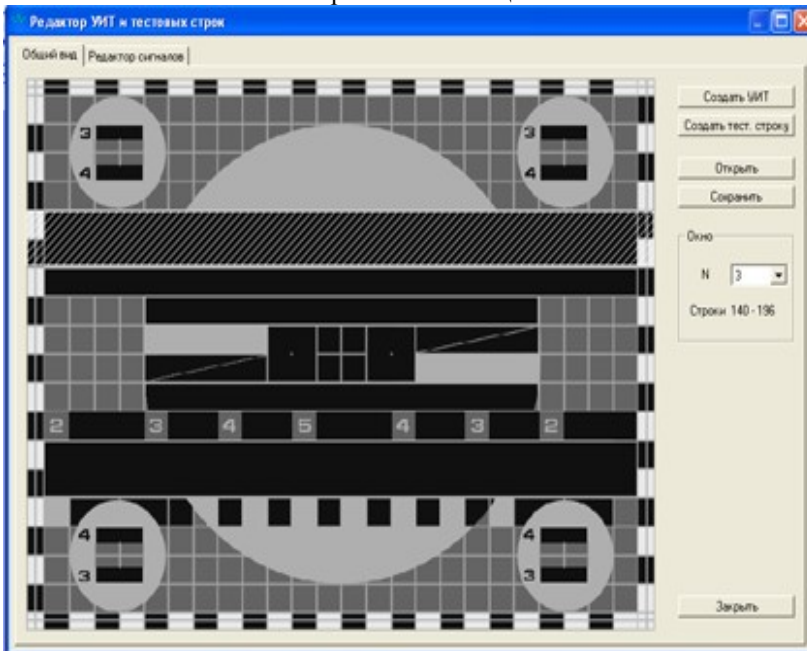 Редактор УИТ и тестовых строк
Общий вид Редактор сигналов
Создать УИТ
Создать тест. строку
Открыть
Сохранить
Окно
N 3
Строки 140 - 196
Закрыть
3 3
4 4
2 3 4 5 4 3 2
4 4
3 3